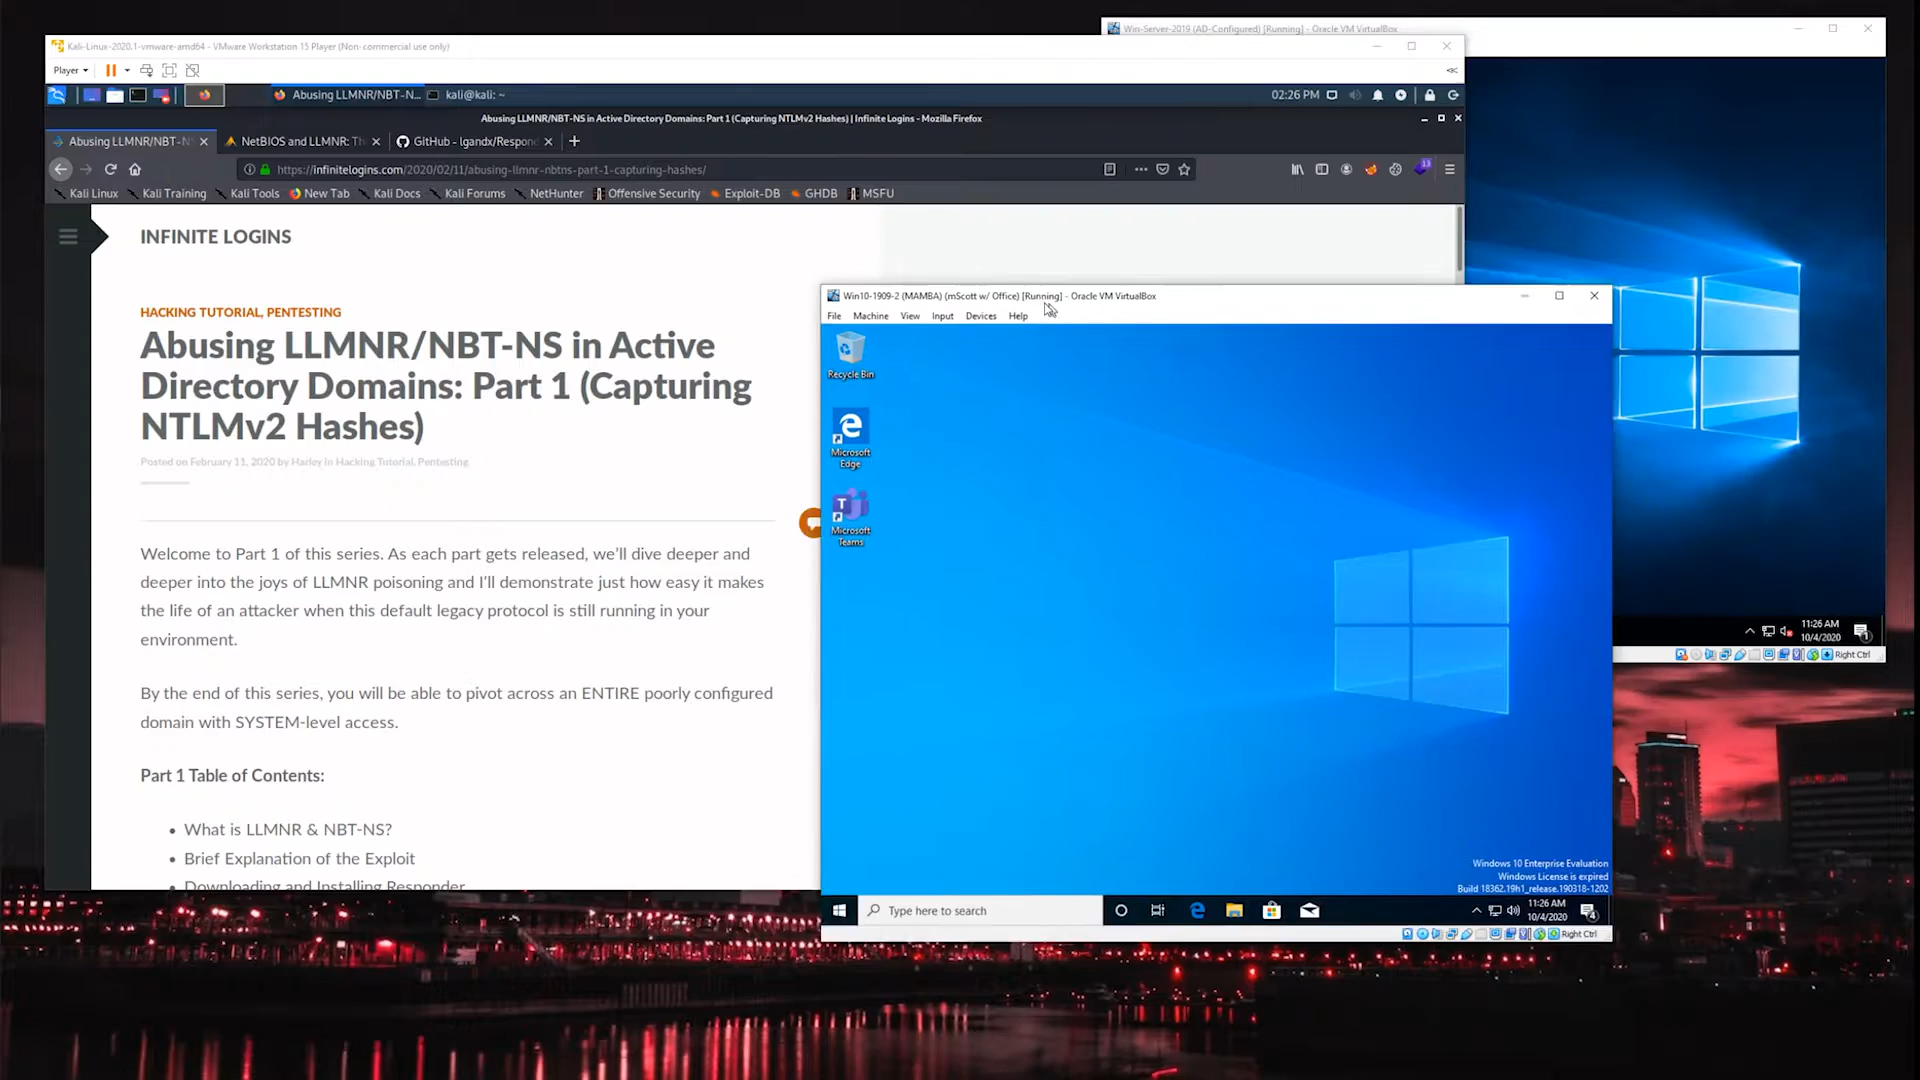 Win-Server-2019 (AD-Configured) [Running] - Oracle VM VirtualBox
Kali-Linux-2020.1-vmware-amd64 - VMware Workstation 15 Player (Non-commercial use only)
Player
Abusing LLMNR/NBT-N...
kali@kali: ~
02:26 PM
Abusing LLMNR/NBT-NS in Active Directory Domains: Part 1 (Capturing NTLMv2 Hashes) | Infinite Logins - Mozilla Firefox
Abusing LLMNR/NBT-N
NetBIOS and LLMNR: Th
GitHub - lgandx/Respond
https://infinitelogins.com/2020/02/11/abusing-llmnr-nbtns-part-1-capturing-hashes/
13
Kali Linux
Kali Training
Kali Tools
New Tab
Kali Docs
Kali Forums
NetHunter
Offensive Security
Exploit-DB
GHDB
MSFU
INFINITE LOGINS
HACKING TUTORIAL, PENTESTING
Abusing LLMNR/NBT-NS in Active
Directory Domains: Part 1 (Capturing
NTLMv2 Hashes)
Posted on February 11, 2020 by Harley in Hacking Tutorial, Pentesting
Welcome to Part 1 of this series. As each part gets released, we'll dive deeper and
deeper into the joys of LLMNR poisoning and I'll demonstrate just how easy it makes
the life of an attacker when this default legacy protocol is still running in your
environment.
By the end of this series, you will be able to pivot across an ENTIRE poorly configured
domain with SYSTEM-level access.
Part 1 Table of Contents:
• What is LLMNR & NBT-NS?
• Brief Explanation of the Exploit
• Downloading and Installing Responder
Win10-1909-2 (MAMBA) (mScott w/ Office) [Running] - Oracle VM VirtualBox
File
Machine
View
Input
Devices
Help
Recycle Bin
Microsoft
Edge
Microsoft
Teams
Windows 10 Enterprise Evaluation
Windows License is expired
Build 18362.19h1_release.190318-1202
Type here to search
11:26 AM
10/4/2020
4
Right Ctrl
11:26 AM
10/4/2020
1
Right Ctrl